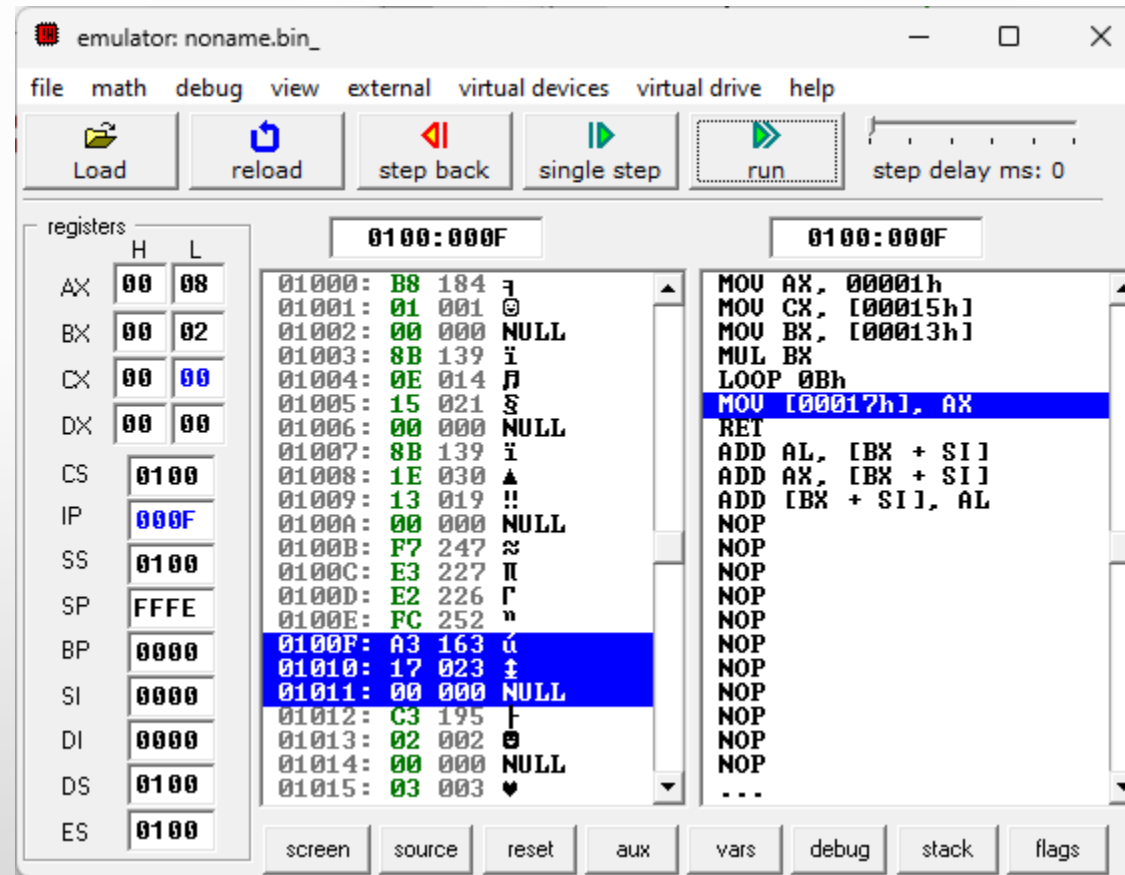 emulator: noname.bin_
file math debug view external virtual devices virtual drive help
Load reload step back single step run step delay ms: 0
registers
H L
AX 00 08
BX 00 02
CX 00 00
DX 00 00
CS 0100
IP 000F
SS 0100
SP FFFE
BP 0000
SI 0000
DI 0000
DS 0100
ES 0100
0100:000F
01000: B8 184 ╕
01001: 01 001 ☺
01002: 00 000 NULL
01003: 8B 139 ï
01004: 0E 014 ♫
01005: 15 021 §
01006: 00 000 NULL
01007: 8B 139 ï
01008: 1E 030 ▲
01009: 13 019 ‼
0100A: 00 000 NULL
0100B: F7 247 ≈
0100C: E3 227 π
0100D: E2 226 Γ
0100E: FC 252 ⁿ
0100F: A3 163 ú
01010: 17 023 ↨
01011: 00 000 NULL
01012: C3 195 ├
01013: 02 002 ☻
01014: 00 000 NULL
01015: 03 003 ♥
0100:000F
MOV AX, 00001h
MOV CX, [00015h]
MOV BX, [00013h]
MUL BX
LOOP 0Bh
MOV [00017h], AX
RET
ADD AL, [BX + SI]
ADD AX, [BX + SI]
ADD [BX + SI], AL
NOP
NOP
NOP
NOP
NOP
NOP
NOP
NOP
NOP
NOP
NOP
...
screen source reset aux vars debug stack flags